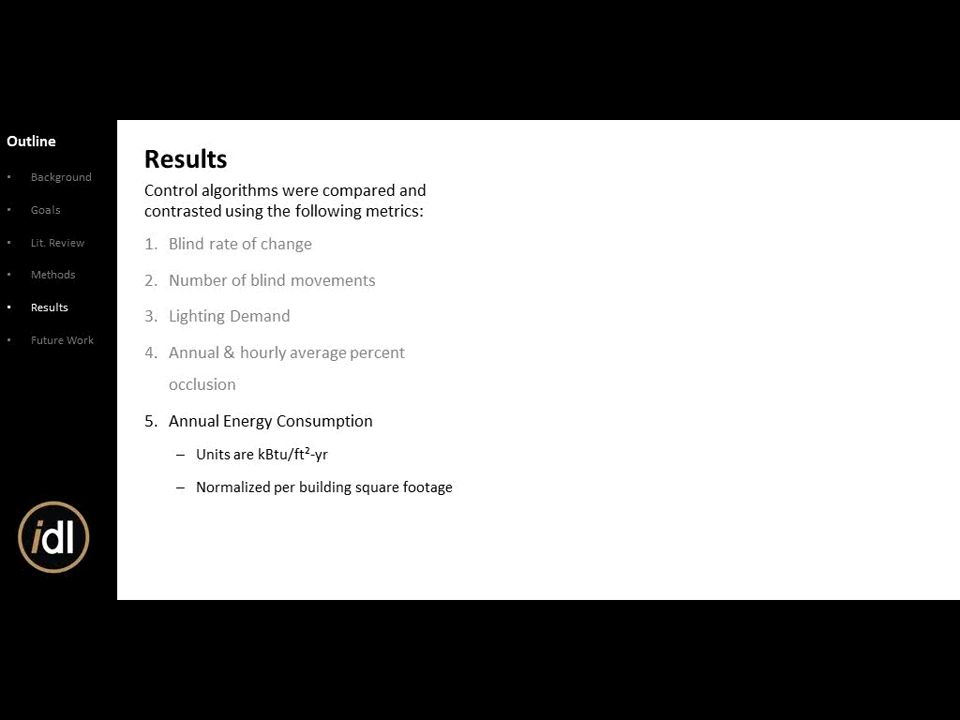 Outline
• Background
• Goals
• Lit. Review
• Methods
• Results
• Future Work
idl
Results
Control algorithms were compared and
contrasted using the following metrics:
1. Blind rate of change
2. Number of blind movements
3. Lighting Demand
4. Annual & hourly average percent
occlusion
5. Annual Energy Consumption
– Units are kBtu/ft²-yr
– Normalized per building square footage